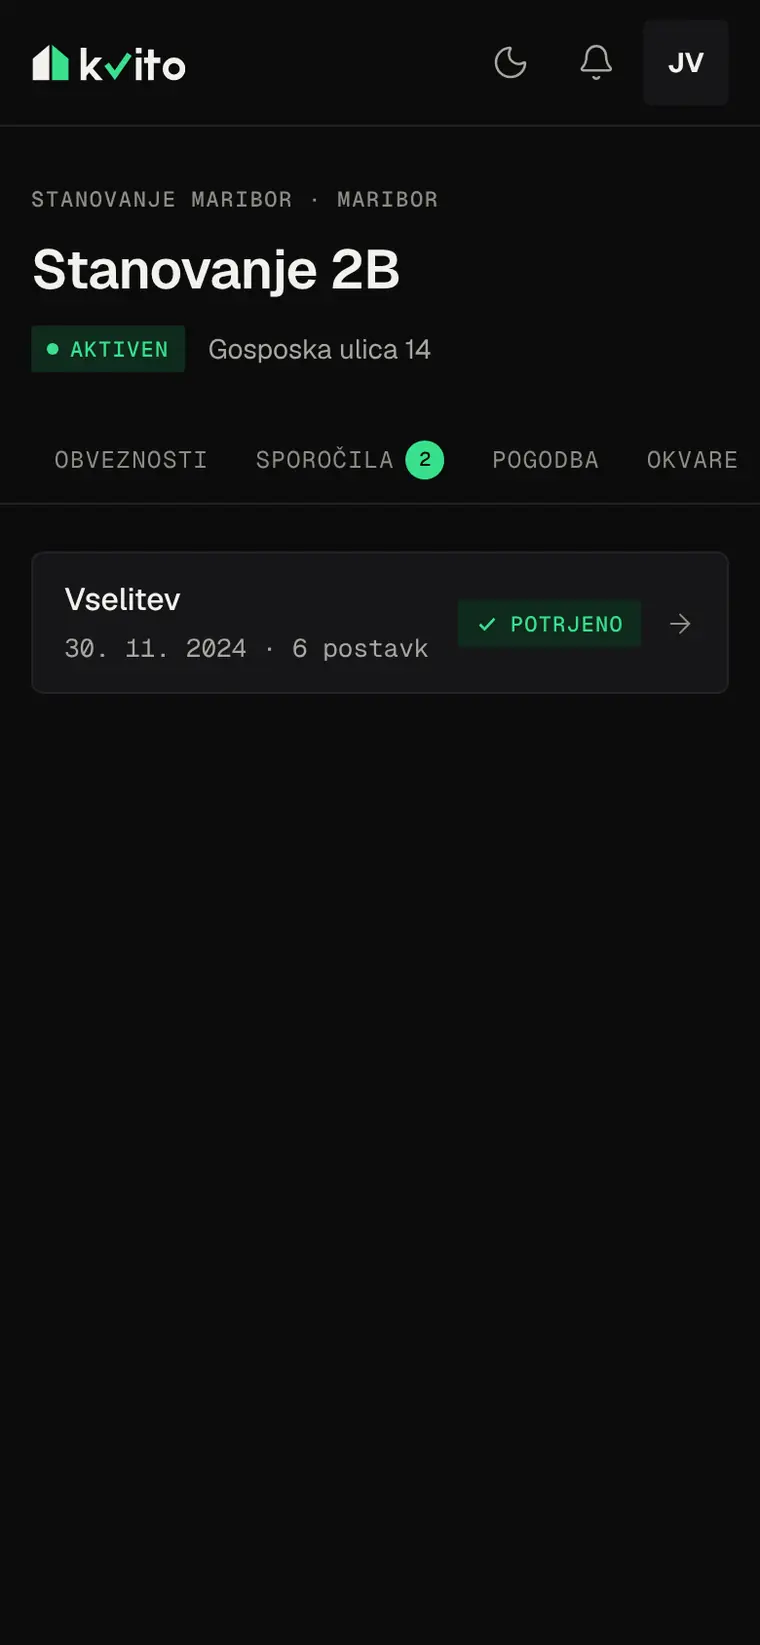 kvito
JV
STANOVANJE MARIBOR · MARIBOR
Stanovanje 2B
AKTIVEN Gosposka ulica 14
OBVEZNOSTI SPOROČILA 2 POGODBA OKVARE
Vselitev
30. 11. 2024 · 6 postavk
POTRJENO